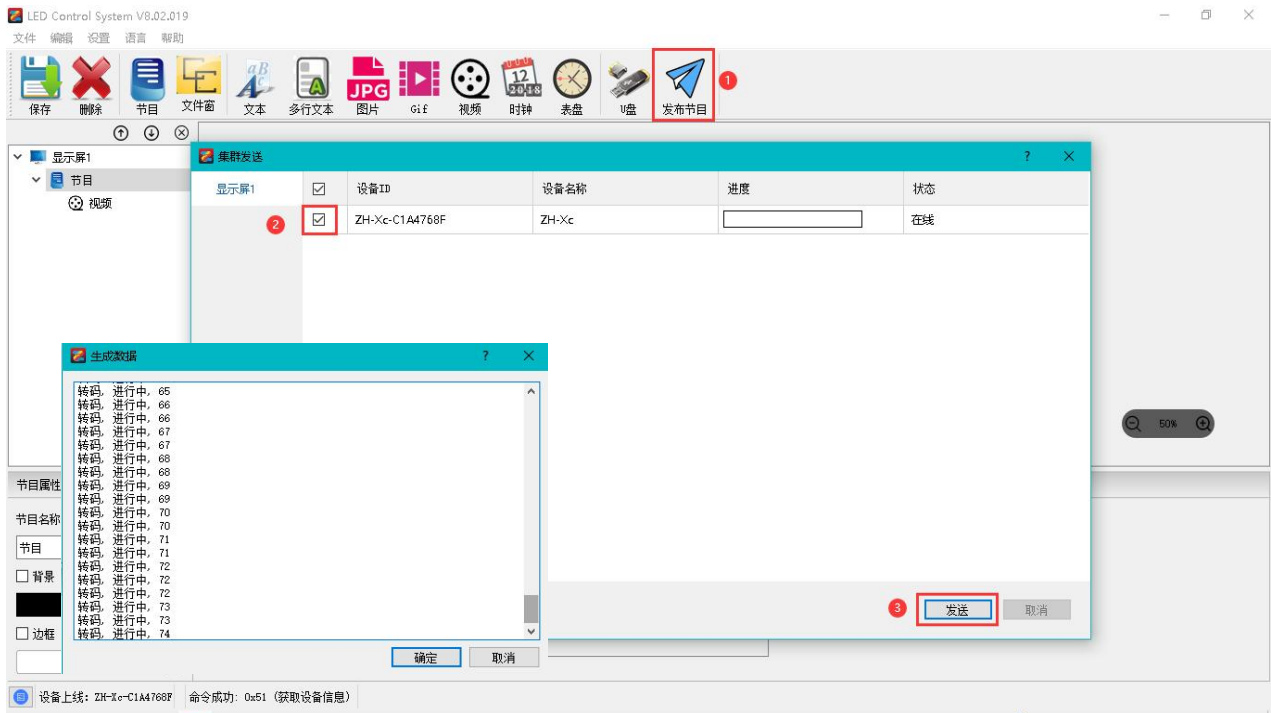 LED Control System V8.02.019
文件 编辑 设置 语言 帮助
aB
C
A
JPG
12
20:18
保存 删除 节目 文件窗 文本 多行文本 图片 Gif 视频 时钟 表盘 U盘 发布节目
1
显示屏1
节目
视频
集群发送 ?
显示屏1 设备ID 设备名称 进度 状态
2
ZH-Xc-C1A4768F ZH-Xc 在线
生成数据 ?
转码, 进行中, 65
转码, 进行中, 66
转码, 进行中, 66
转码, 进行中, 67
转码, 进行中, 67
转码, 进行中, 68
转码, 进行中, 68
转码, 进行中, 69
转码, 进行中, 69
转码, 进行中, 70
转码, 进行中, 70
转码, 进行中, 71
转码, 进行中, 71
转码, 进行中, 72
转码, 进行中, 72
转码, 进行中, 72
转码, 进行中, 73
转码, 进行中, 73
转码, 进行中, 74
确定 取消
50%
节目属性
节目名称
节目
背景
边框
3 发送 取消
设备上线: ZH-Xc-C1A4768F 命令成功: 0x51 (获取设备信息)